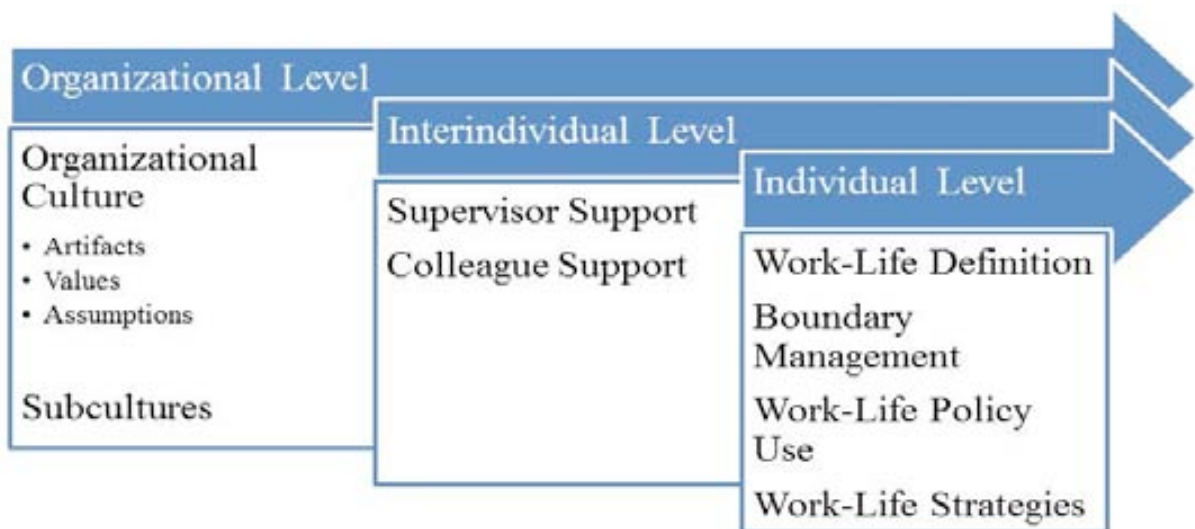 Organizational Level
Organizational
Culture
• Artifacts
• Values
• Assumptions
Subcultures
Interindividual Level
Supervisor Support
Colleague Support
Individual Level
Work-Life Definition
Boundary
Management
Work-Life Policy
Use
Work-Life Strategies